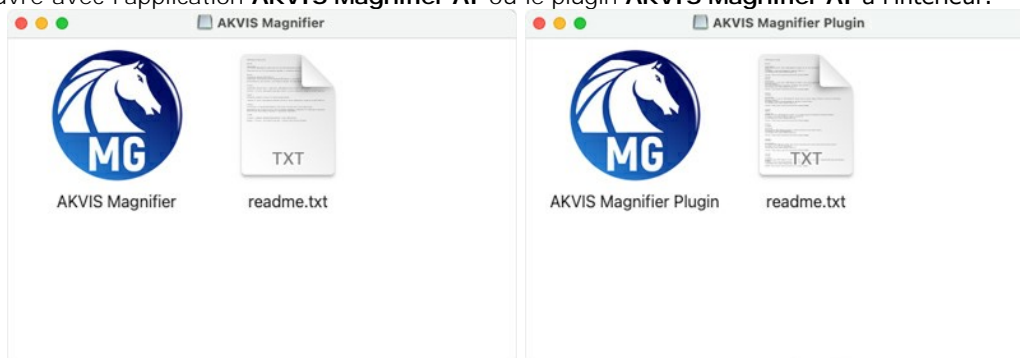 avec l'application AKVIS Magnifier AI ou le plugin AKVIS Magnifier AI à l'intérieur.
AKVIS Magnifier
AKVIS Magnifier Plugin
MG
TXT
MG
TXT
AKVIS Magnifier
readme.txt
AKVIS Magnifier Plugin
readme.txt